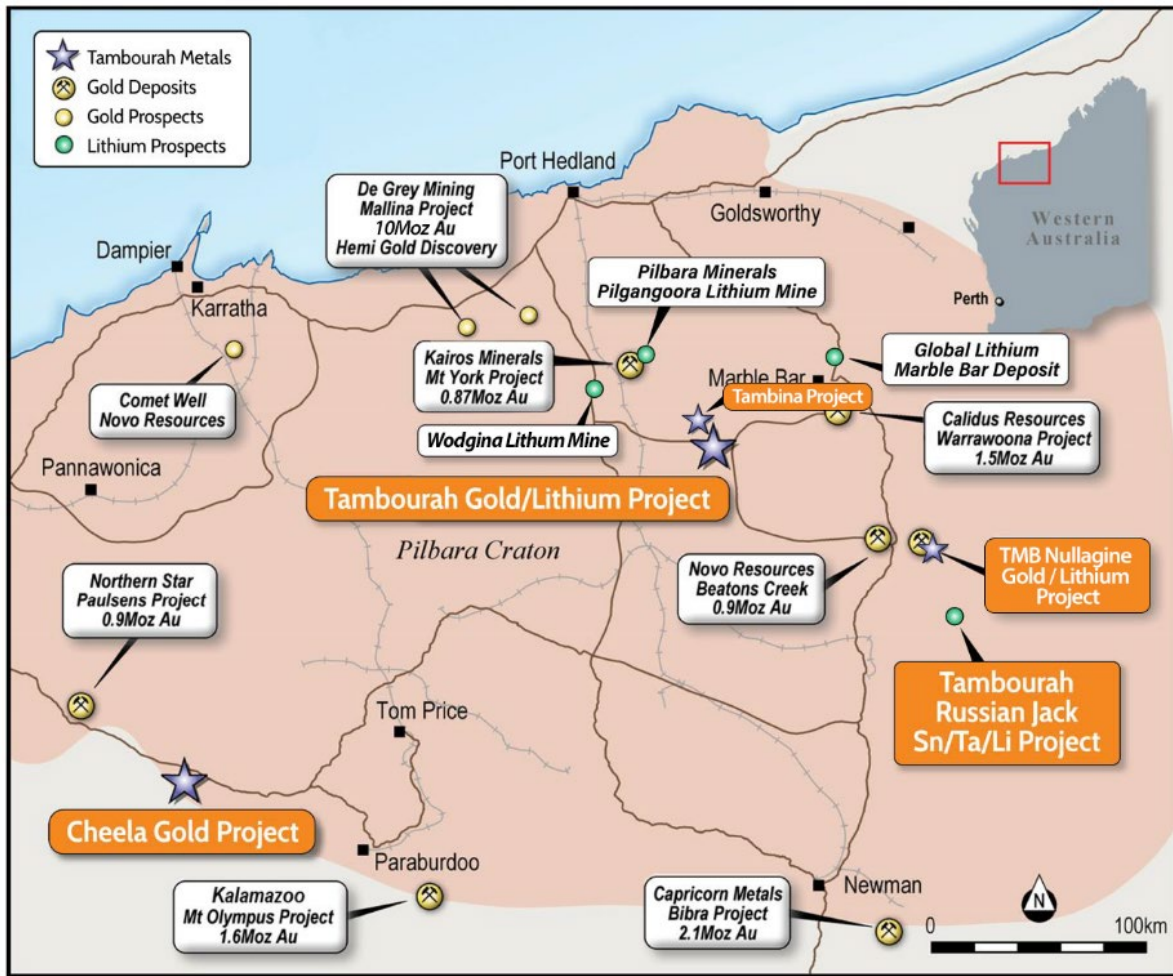 Tambourah Metals
Gold Deposits
Gold Prospects
Lithium Prospects
Port Hedland
Goldsworthy
Western
Australia
Perth
De Grey Mining
Mallina Project
10Moz Au
Hemi Gold Discovery
Dampier
Karratha
Pilbara Minerals
Pilgangoora Lithium Mine
Comet Well
Novo Resources
Kairos Minerals
Mt York Project
0.87Moz Au
Marble Bar
Global Lithium
Marble Bar Deposit
Tambina Project
Wodgina Lithum Mine
Calidus Resources
Warrawoona Project
1.5Moz Au
Pannawonica
Tambourah Gold/Lithium Project
Pilbara Craton
Northern Star
Paulsens Project
0.9Moz Au
Novo Resources
Beatons Creek
0.9Moz Au
TMB Nullagine
Gold / Lithium
Project
Tambourah
Russian Jack
Sn/Ta/Li Project
Tom Price
Cheela Gold Project
Paraburdoo
Kalamazoo
Mt Olympus Project
1.6Moz Au
Newman
Capricorn Metals
Bibra Project
2.1Moz Au
N
0 100km